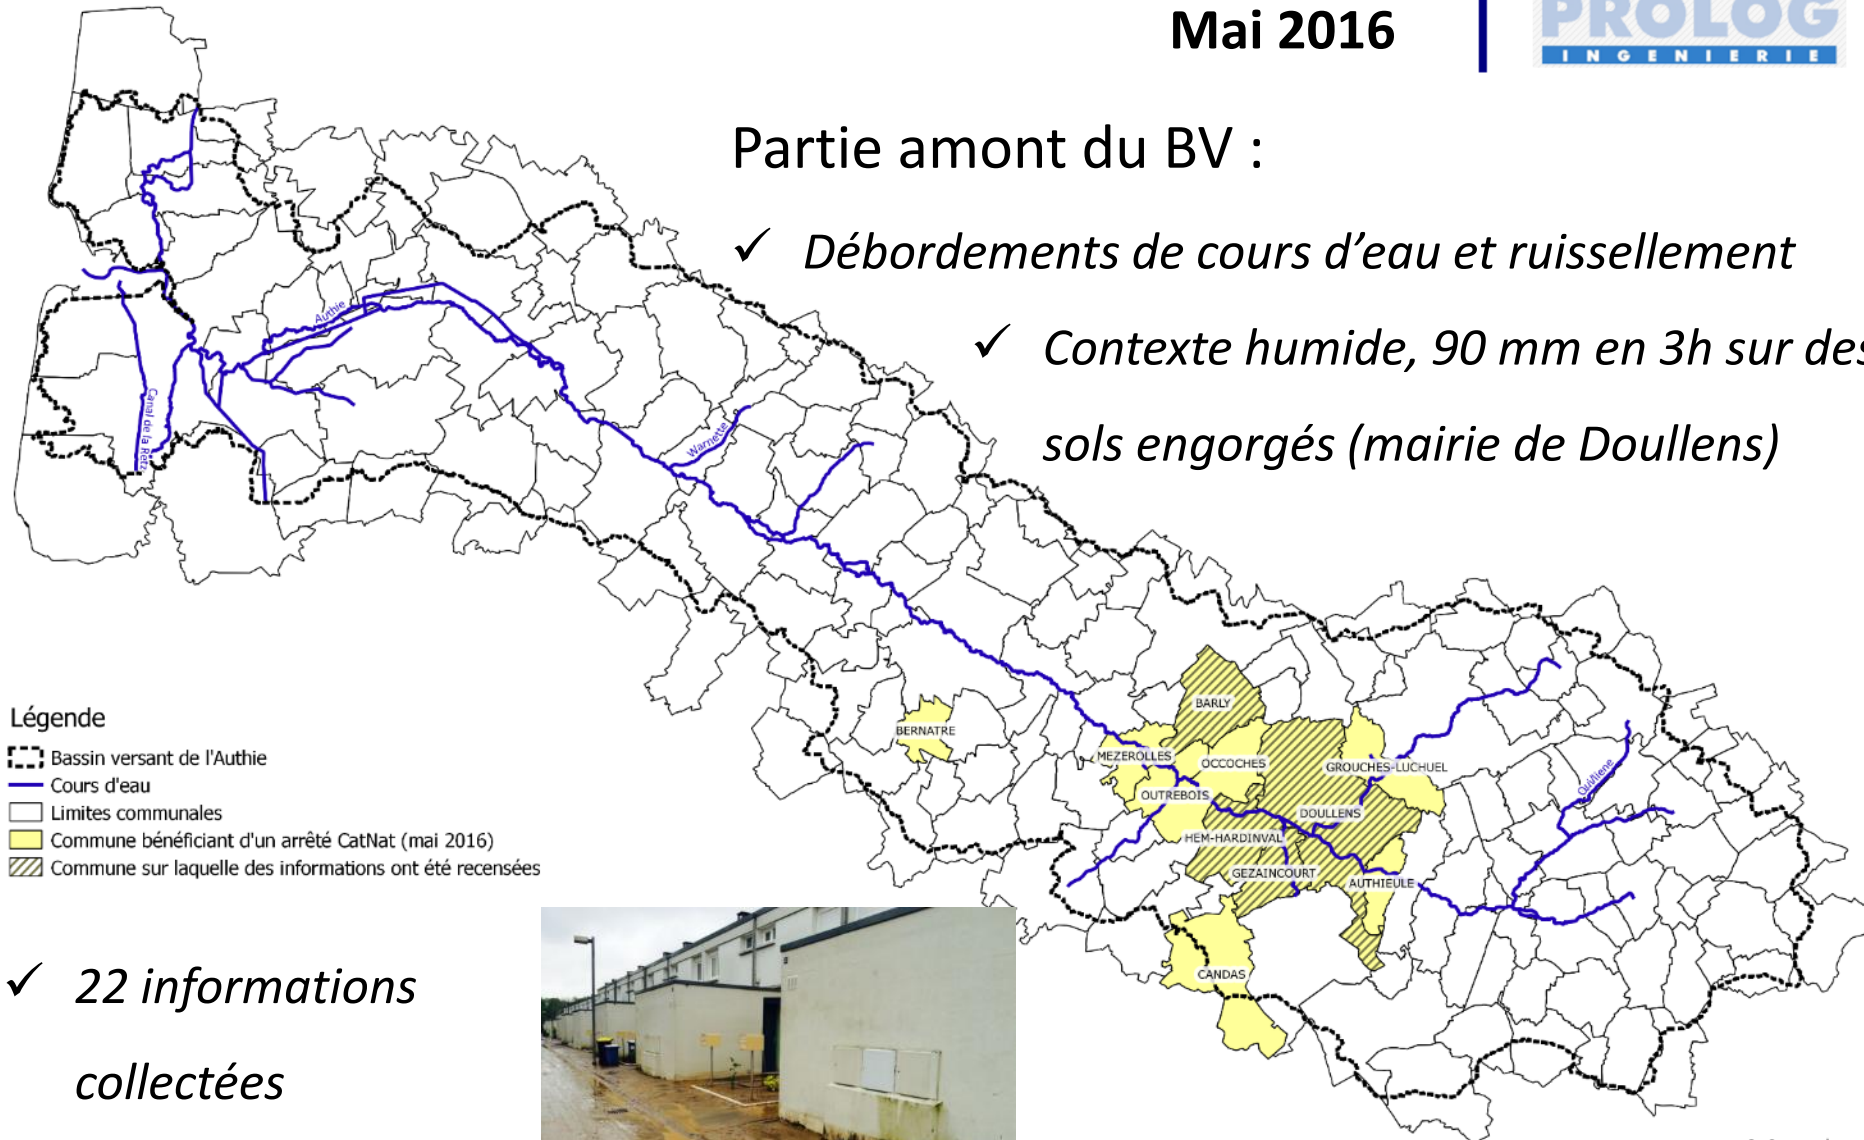 Mai 2016
PROLOG
INGENIERIE
Partie amont du BV :
✓ Débordements de cours d'eau et ruissellement
✓ Contexte humide, 90 mm en 3h sur des
sols engorgés (mairie de Doullens)
Authie
Canal de la Retz
Warnette
Quilliene
BARLY
BERNATRE
MEZEROLLES
OCCOCHES
GROUCHES-LUCHUEL
OUTREBOIS
DOULLENS
HEM-HARDINVAL
GEZAINCOURT
AUTHIEULE
CANDAS
Légende
Bassin versant de l'Authie
Cours d'eau
Limites communales
Commune bénéficiant d'un arrêté CatNat (mai 2016)
Commune sur laquelle des informations ont été recensées
✓ 22 informations
collectées